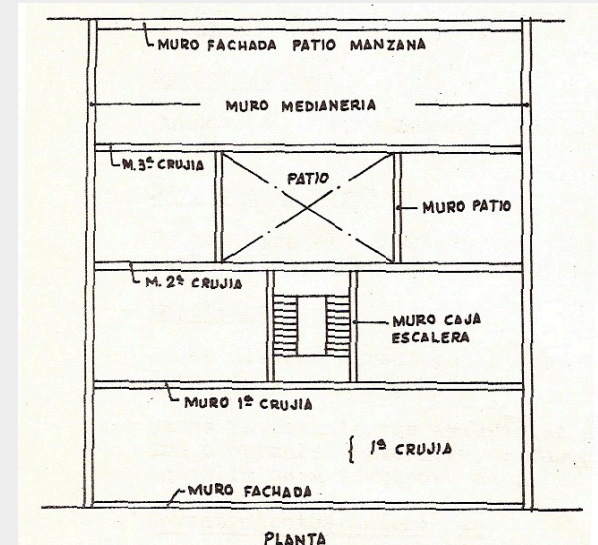 MURO FACHADA PATIO MANZANA
MURO MEDIANERIA
M. 3ª CRUJIA
PATIO
MURO PATIO
M. 2ª CRUJIA
MURO CAJA
ESCALERA
MURO 1ª CRUJIA
1ª CRUJIA
MURO FACHADA
PLANTA